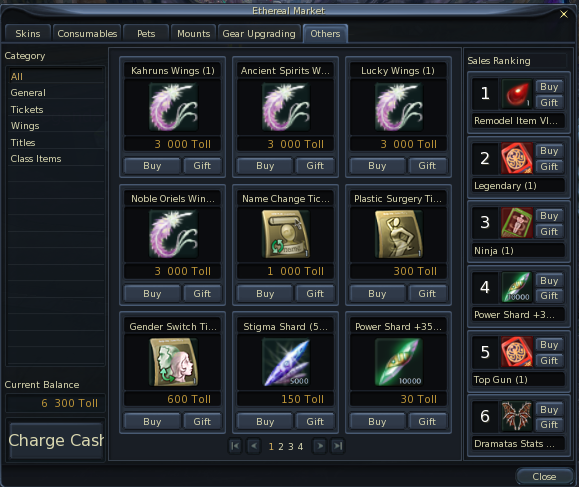 Ethereal Market
Skins Consumables Pets Mounts Gear Upgrading Others
Category
All
General
Tickets
Wings
Titles
Class Items
Current Balance
6 300 Toll
Charge Cash
Kahruns Wings (1) Ancient Spirits W... Lucky Wings (1)
3 000 Toll 3 000 Toll 3 000 Toll
Buy Gift Buy Gift Buy Gift
Noble Oriels Win... Name Change Tic... Plastic Surgery Ti...
3 000 Toll 1 000 Toll 300 Toll
Buy Gift Buy Gift Buy Gift
Gender Switch Ti... Stigma Shard (5... Power Shard +35...
5000 10000
600 Toll 150 Toll 30 Toll
Buy Gift Buy Gift Buy Gift
1 2 3 4
Sales Ranking
1 1 Buy
Gift
Remodel Item VI...
2 Buy
Gift
Legendary (1)
3 Buy
Gift
Ninja (1)
4 10000 Buy
Gift
Power Shard +3...
5 Buy
Gift
Top Gun (1)
6 Buy
Gift
Dramatas Stats ...
Close